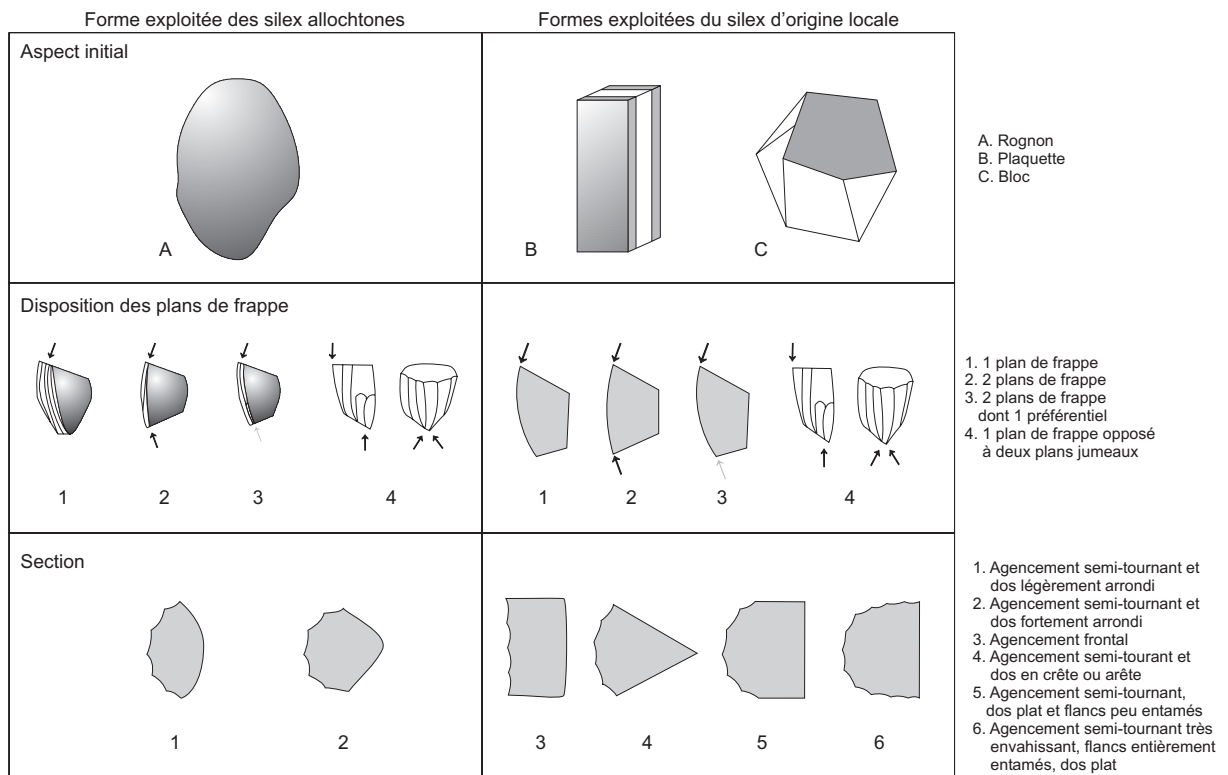 Forme exploitée des silex allochtones
Formes exploitées du silex d'origine locale
Aspect initial
A
B
C
A. Rognon
B. Plaquette
C. Bloc
Disposition des plans de frappe
1
2
3
4
1
2
3
4
1. 1 plan de frappe
2. 2 plans de frappe
3. 2 plans de frappe
dont 1 préférentiel
4. 1 plan de frappe opposé
à deux plans jumeaux
Section
1
2
3
4
5
6
1. Agencement semi-tournant et
dos légèrement arrondi
2. Agencement semi-tournant et
dos fortement arrondi
3. Agencement frontal
4. Agencement semi-tourant et
dos en crête ou arête
5. Agencement semi-tournant,
dos plat et flancs peu entamés
6. Agencement semi-tournant très
envahissant, flancs entièrement
entamés, dos plat